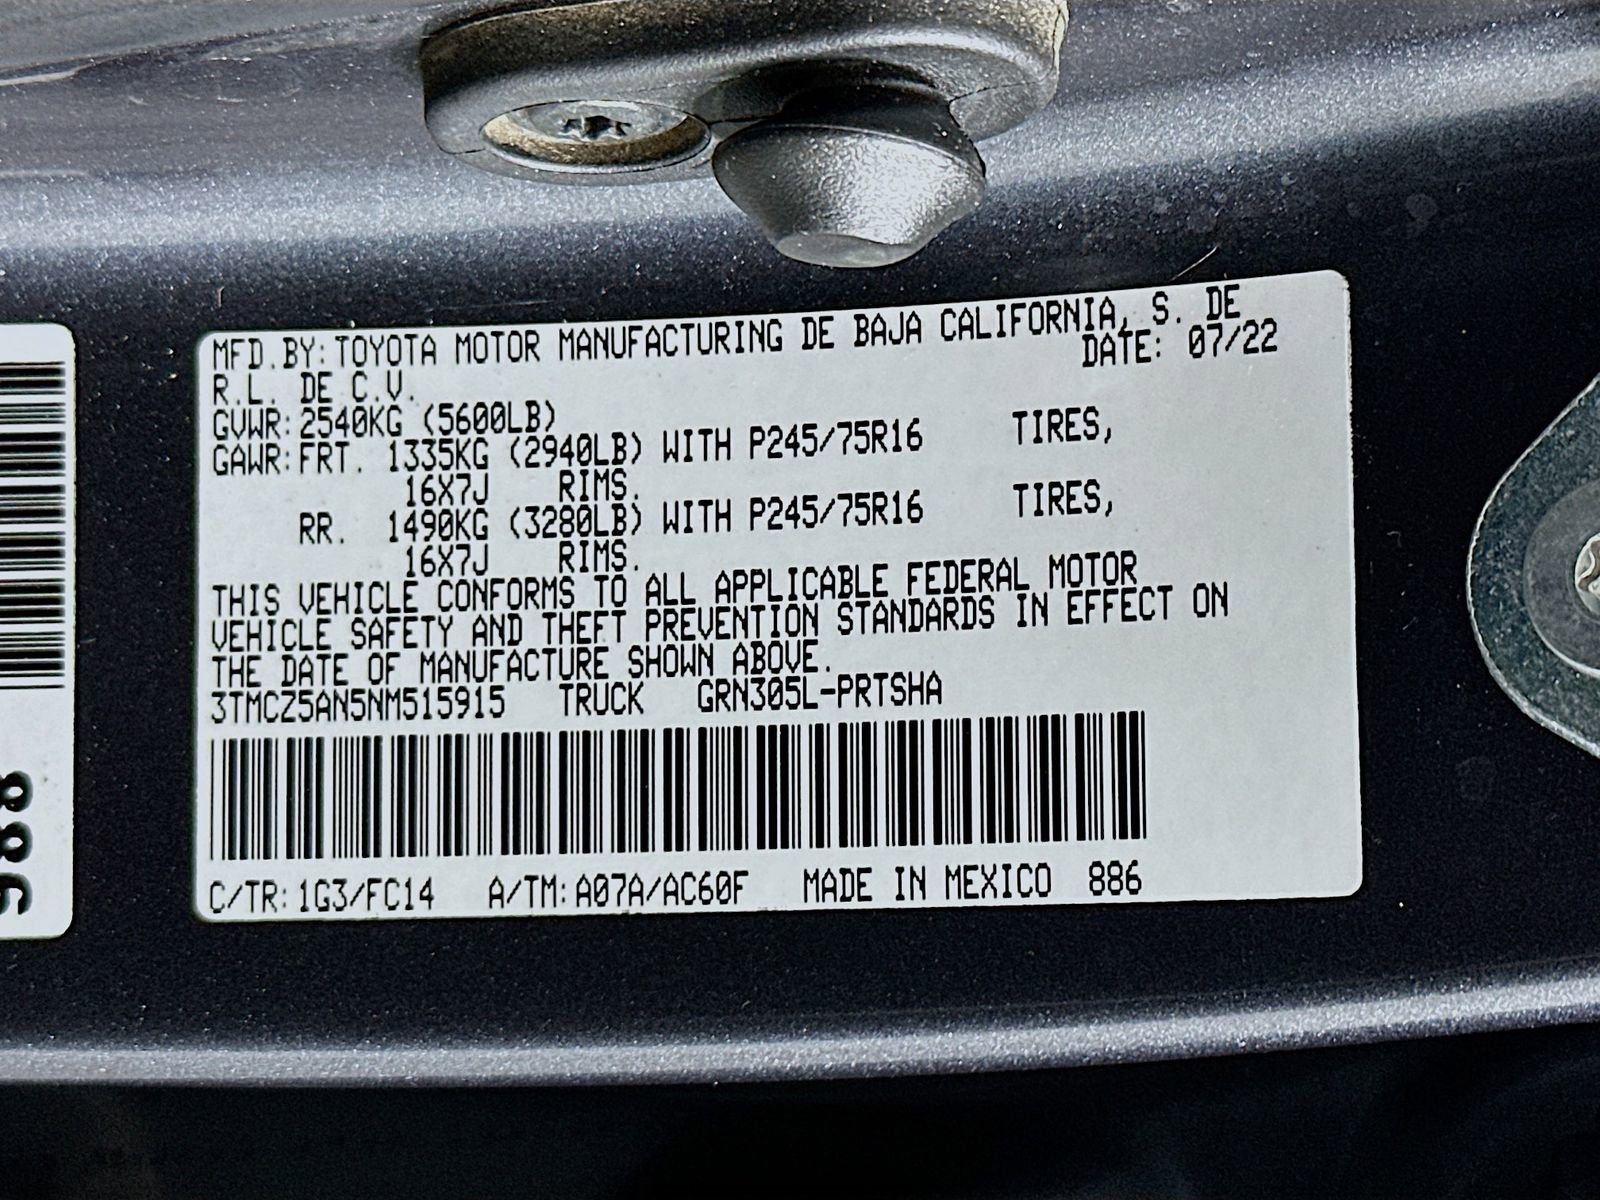 MFD.BY:TOYOTA MOTOR MANUFACTURING DE BAJA CALIFORNIA, S. DE
R.L. DE C.V. DATE: 07/22
GVWR:2540KG (5600LB)
GAWR:FRT. 1335KG (2940LB) WITH P245/75R16 TIRES,
16X7J RIMS.
RR. 1490KG (3280LB) WITH P245/75R16 TIRES,
16X7J RIMS.
THIS VEHICLE CONFORMS TO ALL APPLICABLE FEDERAL MOTOR
VEHICLE SAFETY AND THEFT PREVENTION STANDARDS IN EFFECT ON
THE DATE OF MANUFACTURE SHOWN ABOVE.
3TMCZ5AN5NM515915 TRUCK GRN305L-PRTSHA
C/TR:1G3/FC14 A/TM:A07A/AC60F MADE IN MEXICO 886
988